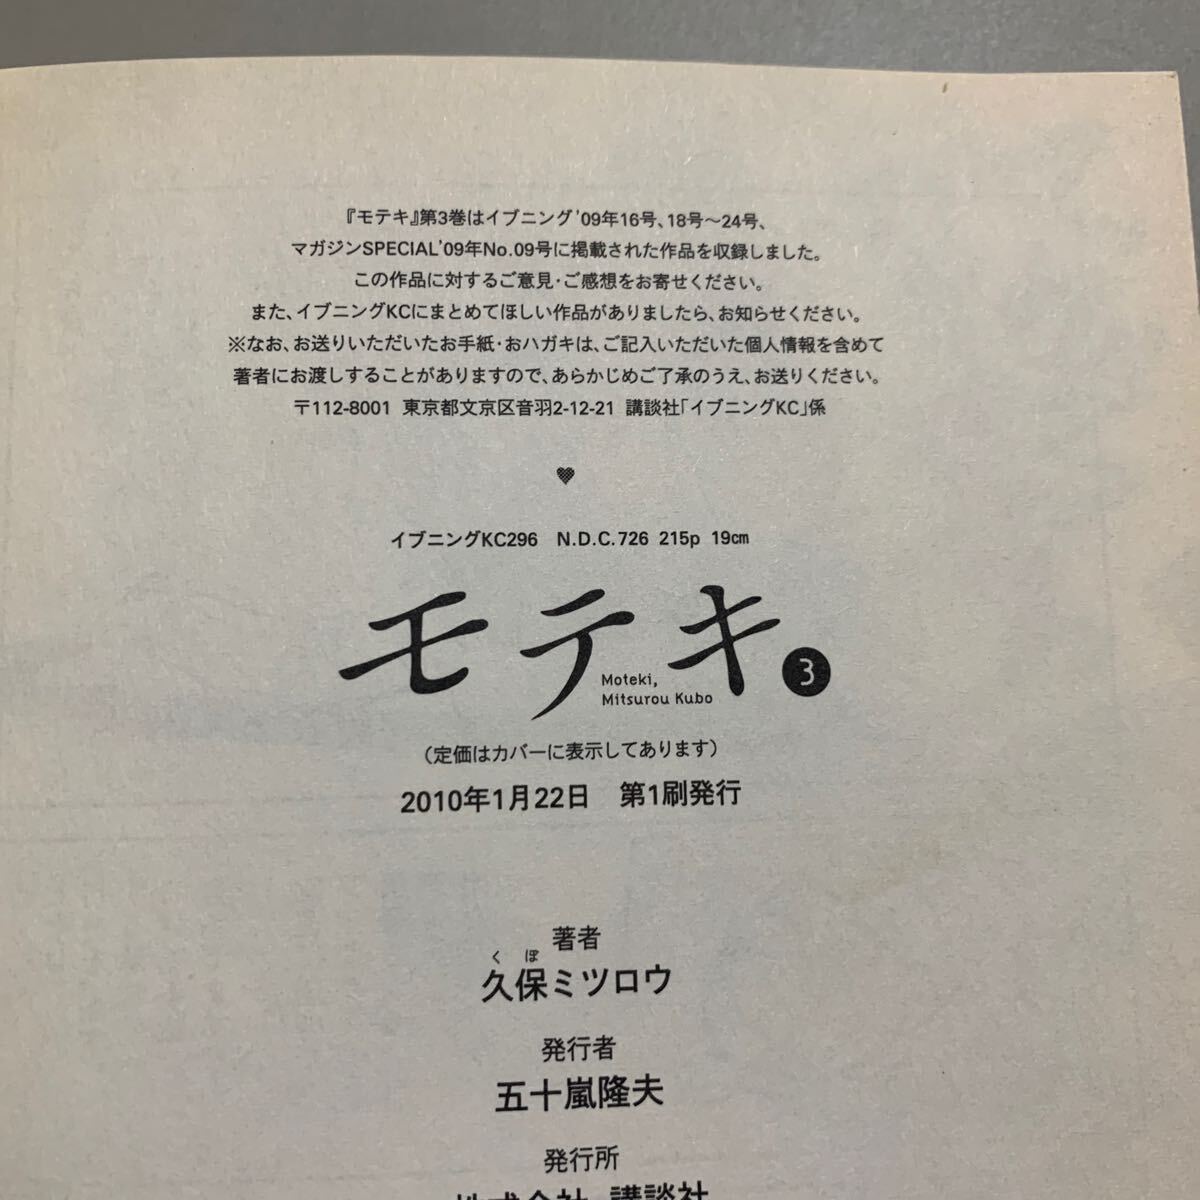 『モテキ』第3巻はイブニング'09年16号、18号〜24号、
マガジンSPECIAL'09年No.09号に掲載された作品を収録しました。
この作品に対するご意見・ご感想をお寄せください。
また、イブニングKCにまとめてほしい作品がありましたら、お知らせください。
※なお、お送りいただいたお手紙・おハガキは、ご記入いただいた個人情報を含めて
著者にお渡しすることがありますので、あらかじめご了承のうえ、お送りください。
〒112-8001 東京都文京区音羽2-12-21 講談社「イブニングKC」係
♥
イブニングKC296 N.D.C.726 215p 19cm
モテキ 3
Moteki,
Mitsurou Kubo
(定価はカバーに表示してあります)
2010年1月22日 第1刷発行
著者
くぼ
久保ミツロウ
発行者
五十嵐隆夫
発行所
株式会社 講談社